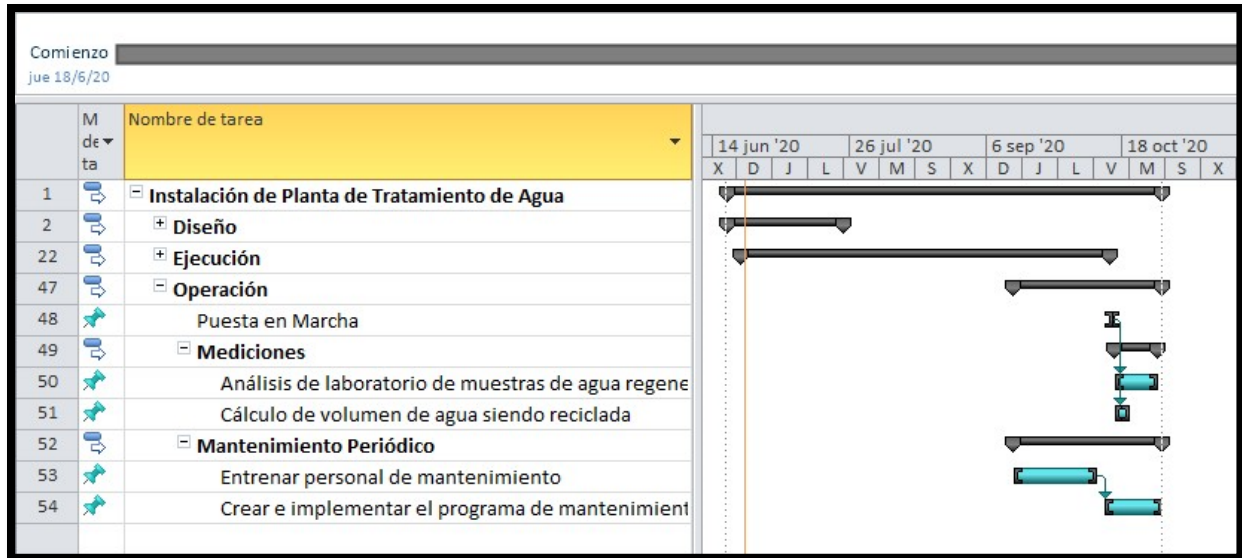 Comienzo
jue 18/6/20
M
de
ta
Nombre de tarea
14 jun '20 26 jul '20 6 sep '20 18 oct '20
X D J L V M S X D J L V M S X
1 Instalación de Planta de Tratamiento de Agua
2 Diseño
22 Ejecución
47 Operación
48 Puesta en Marcha
49 Mediciones
50 Análisis de laboratorio de muestras de agua regene
51 Cálculo de volumen de agua siendo reciclada
52 Mantenimiento Periódico
53 Entrenar personal de mantenimiento
54 Crear e implementar el programa de mantenimient